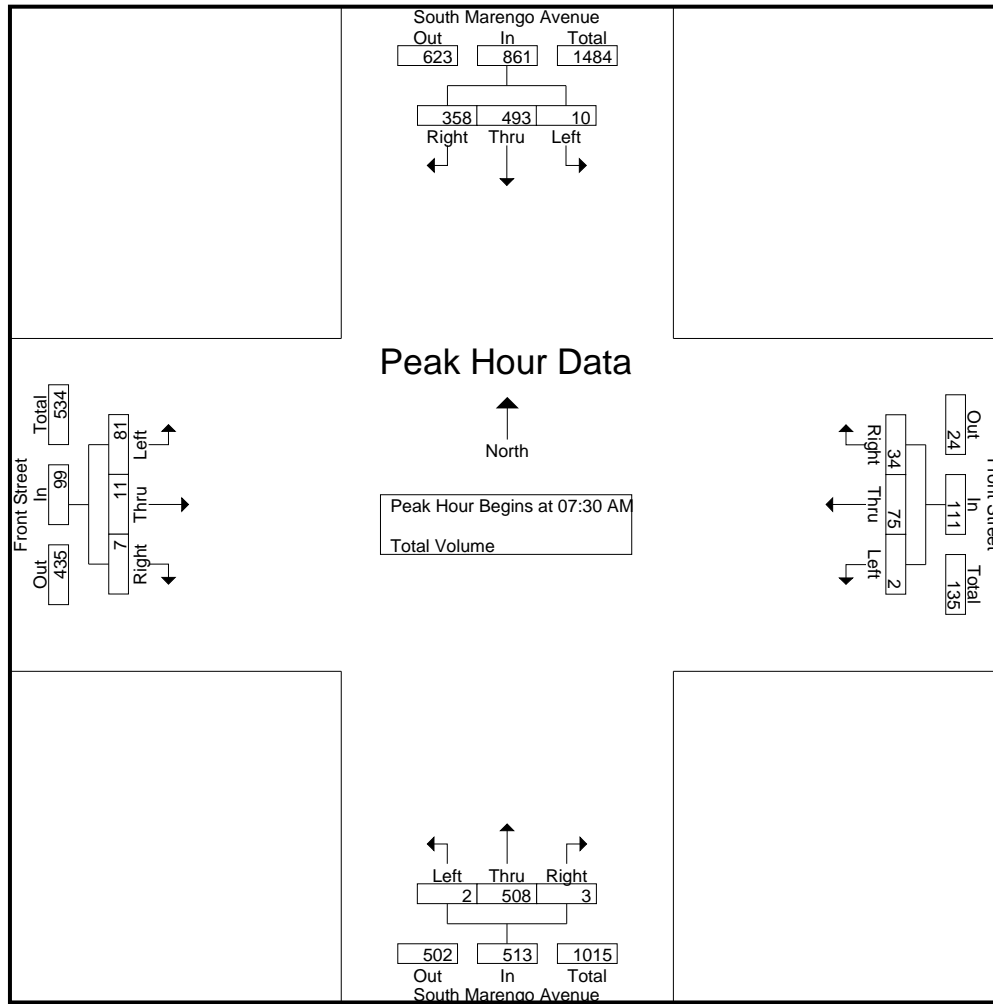 South Marengo Avenue
Out In Total
623 861 1484
358 493 10
Right Thru Left
Peak Hour Data
North
Peak Hour Begins at 07:30 AM
Total Volume
Front Street
Out In Total
435 99 534
81 11 7
Left Thru Right
Front Street
Out In Total
24 111 135
34 75 2
Right Thru Left
Left Thru Right
2 508 3
502 513 1015
Out In Total
South Marengo Avenue